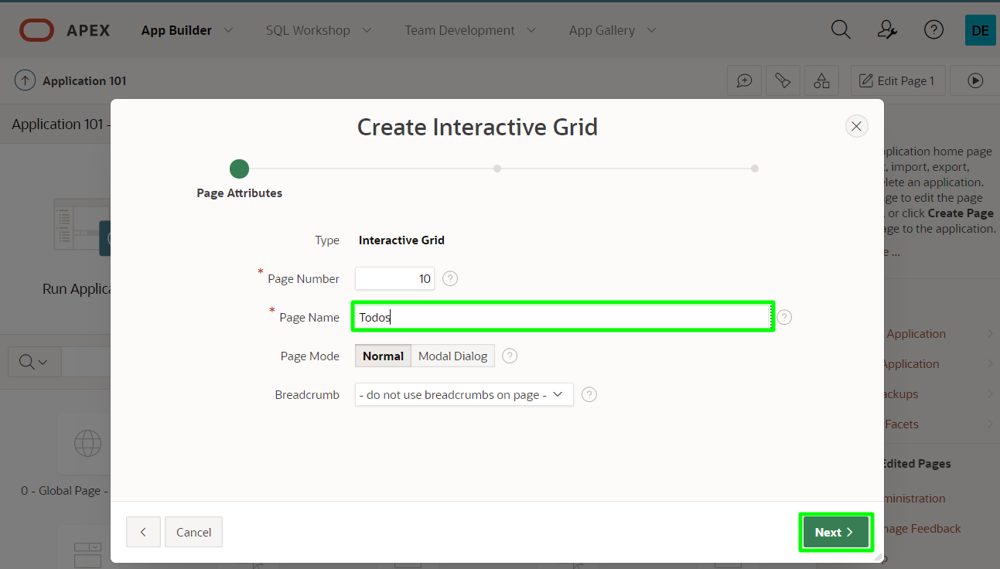 APEX App Builder SQL Workshop Team Development App Gallery DE
Application 101 Edit Page 1
Application 101 -
Create Interactive Grid
Page Attributes
Type Interactive Grid
* Page Number 10 ?
* Page Name Todos ?
Page Mode Normal Modal Dialog ?
Breadcrumb - do not use breadcrumbs on page - ?
< Cancel Next >
Run Applica
0 - Global Page -
plication home page
, import, export,
lete an application.
ge to edit the page
, or click Create Page
age to the application.
e ...
Application
Application
ackups
Facets
Edited Pages
ministration
nage Feedback
p